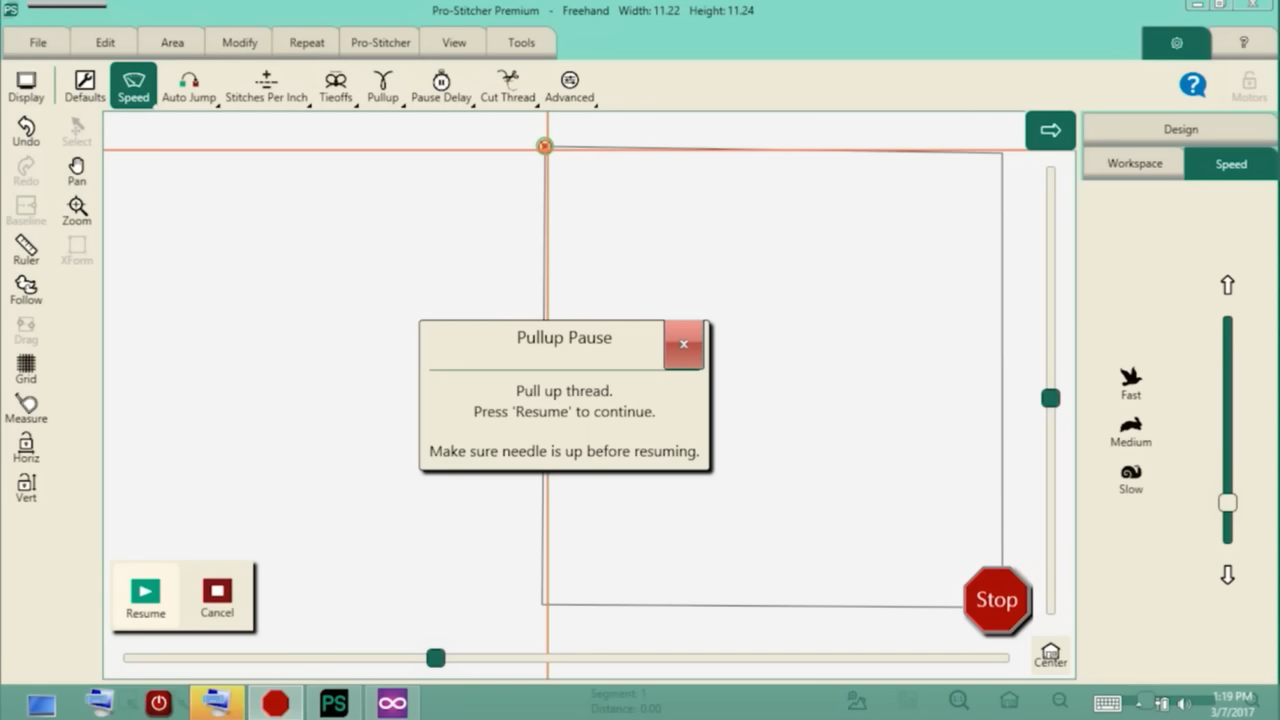 PS
Pro-Stitcher Premium - Freehand Width: 11.22 Height: 11.24
File Edit Area Modify Repeat Pro-Stitcher View Tools ?
Display Defaults Speed Auto Jump Stitches Per Inch Tieoffs Pullup Pause Delay Cut Thread Advanced ? Motors
Undo Select
Redo Pan
Baseline Zoom
Ruler XForm
Follow
Drag
Grid
Measure
Horiz
Vert
Design
Workspace Speed
Fast
Medium
Slow
Pullup Pause
x
Pull up thread.
Press 'Resume' to continue.
Make sure needle is up before resuming.
Resume Cancel
Stop
Center
PS
Segment: 1
Distance: 0.00
1:19 PM
3/7/2017